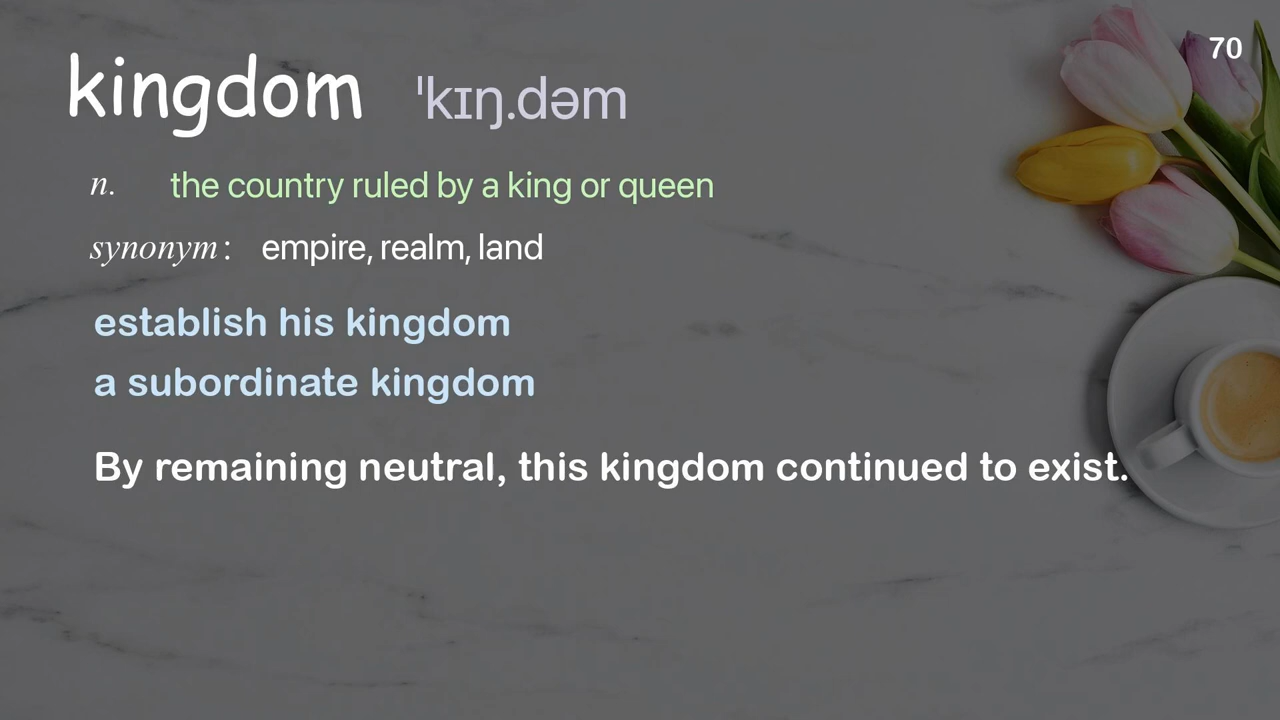 70
kingdom ˈkɪŋ.dəm
n. the country ruled by a king or queen
synonym: empire, realm, land
establish his kingdom
a subordinate kingdom
By remaining neutral, this kingdom continued to exist.